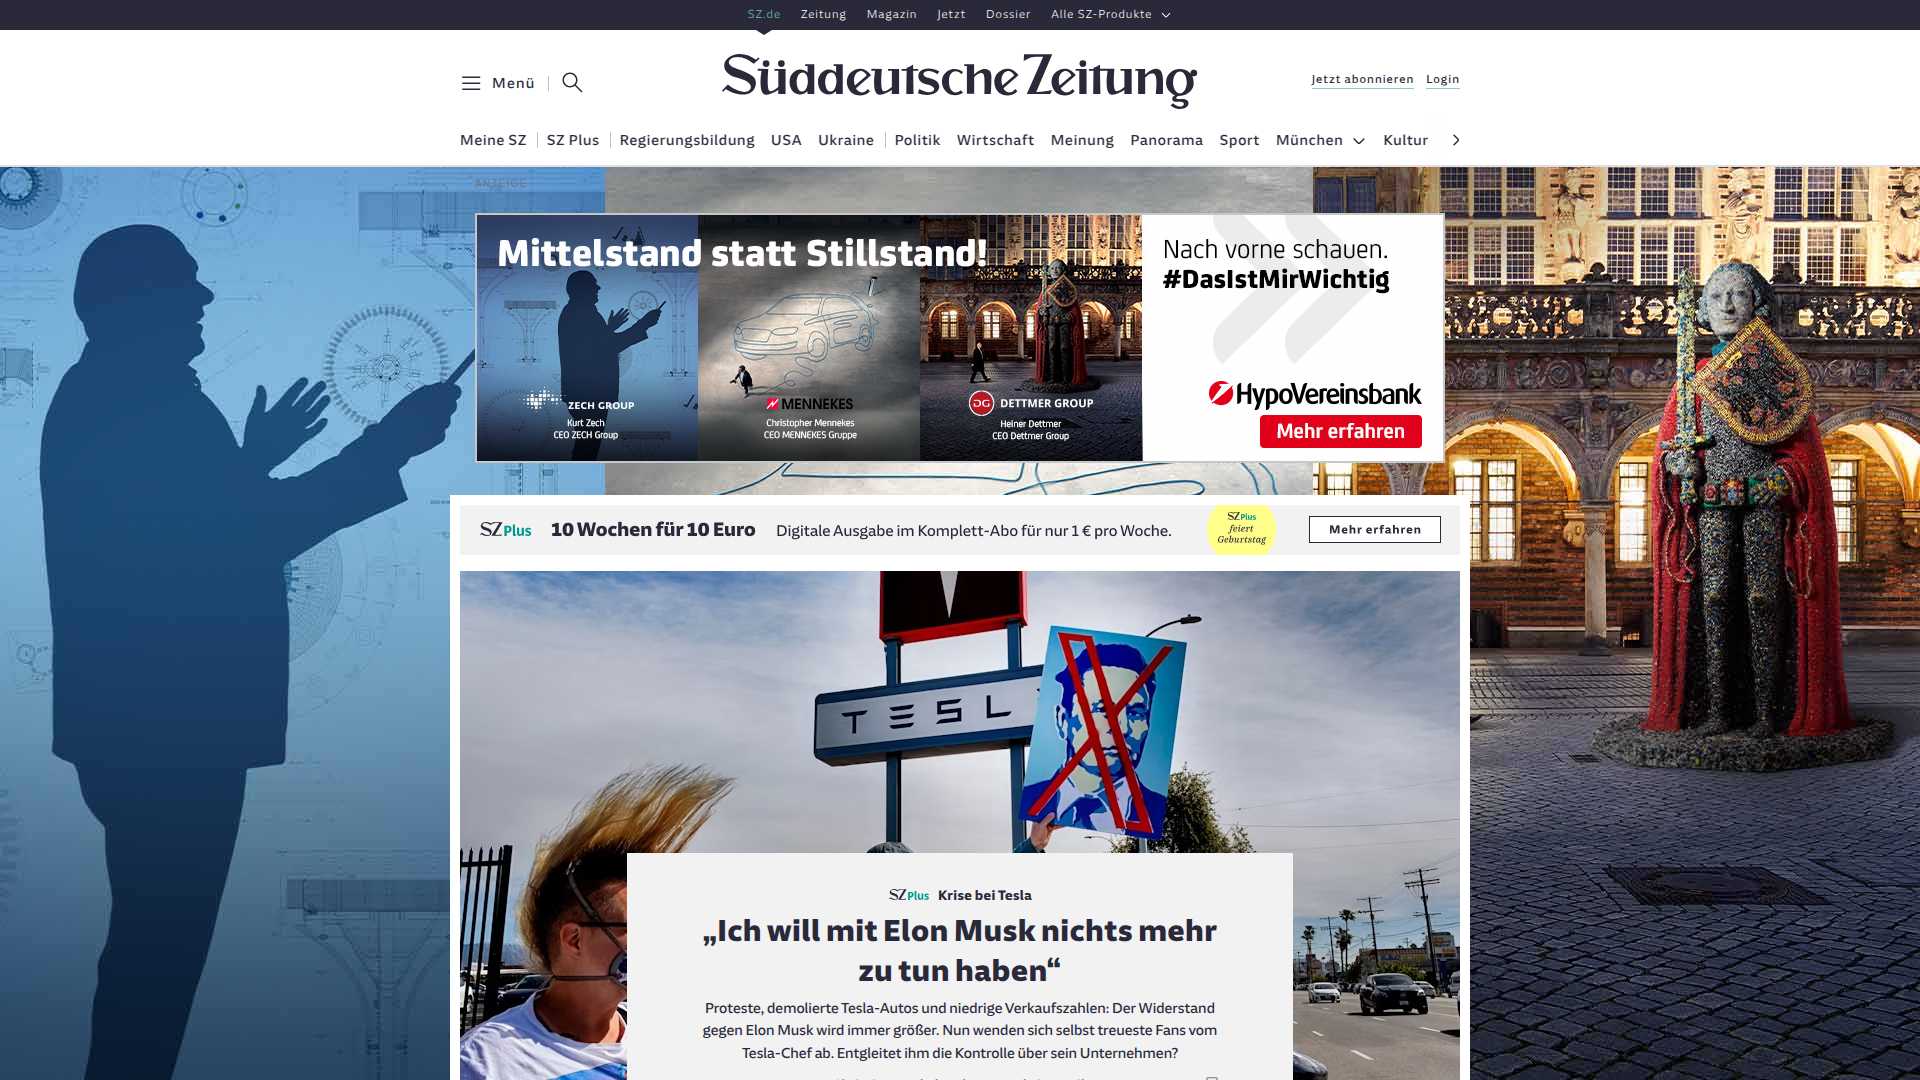 SZ.de Zeitung Magazin Jetzt Dossier Alle SZ-Produkte
Menü
Süddeutsche Zeitung
Jetzt abonnieren Login
Meine SZ SZ Plus Regierungsbildung USA Ukraine Politik Wirtschaft Meinung Panorama Sport München Kultur
ANZEIGE
Mittelstand statt Stillstand!
ZECH GROUP
Kurt Zech
CEO ZECH Group
MENNEKES
Christopher Mennekes
CEO MENNEKES Gruppe
DG DETTMER GROUP
Heiner Dettmer
CEO Dettmer Group
Nach vorne schauen.
#DasIstMirWichtig
HypoVereinsbank
Mehr erfahren
SZ Plus 10 Wochen für 10 Euro Digitale Ausgabe im Komplett-Abo für nur 1 € pro Woche.
SZ Plus
feiert
Geburtstag
Mehr erfahren
TESL
SZ Plus Krise bei Tesla
„Ich will mit Elon Musk nichts mehr
zu tun haben“
Proteste, demolierte Tesla-Autos und niedrige Verkaufszahlen: Der Widerstand
gegen Elon Musk wird immer größer. Nun wenden sich selbst treueste Fans vom
Tesla-Chef ab. Entgleitet ihm die Kontrolle über sein Unternehmen?